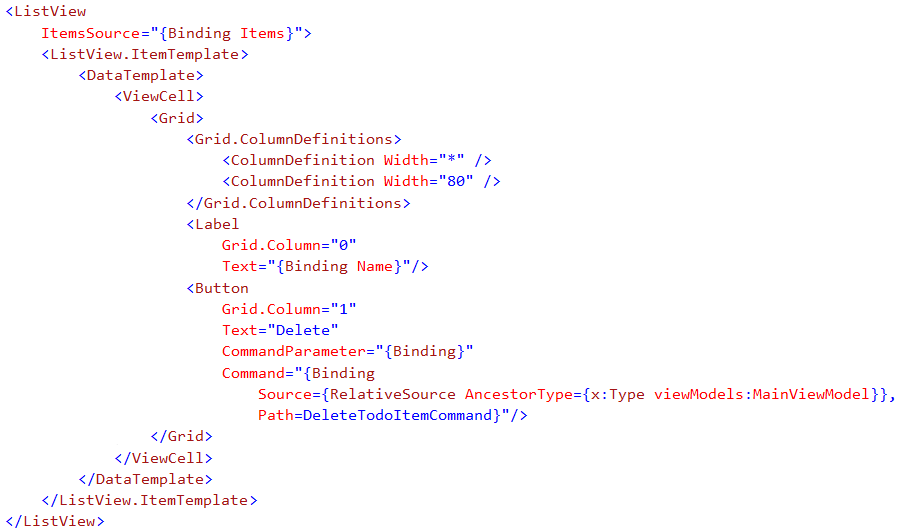 <ListView
    ItemsSource="{Binding Items}">
    <ListView.ItemTemplate>
        <DataTemplate>
            <ViewCell>
                <Grid>
                    <Grid.ColumnDefinitions>
                        <ColumnDefinition Width="*" />
                        <ColumnDefinition Width="80" />
                    </Grid.ColumnDefinitions>
                    <Label
                        Grid.Column="0"
                        Text="{Binding Name}"/>
                    <Button
                        Grid.Column="1"
                        Text="Delete"
                        CommandParameter="{Binding}"
                        Command="{Binding
                            Source={RelativeSource AncestorType={x:Type viewModels:MainViewModel}},
                            Path=DeleteTodoItemCommand}"/>
                </Grid>
            </ViewCell>
        </DataTemplate>
    </ListView.ItemTemplate>
</ListView>